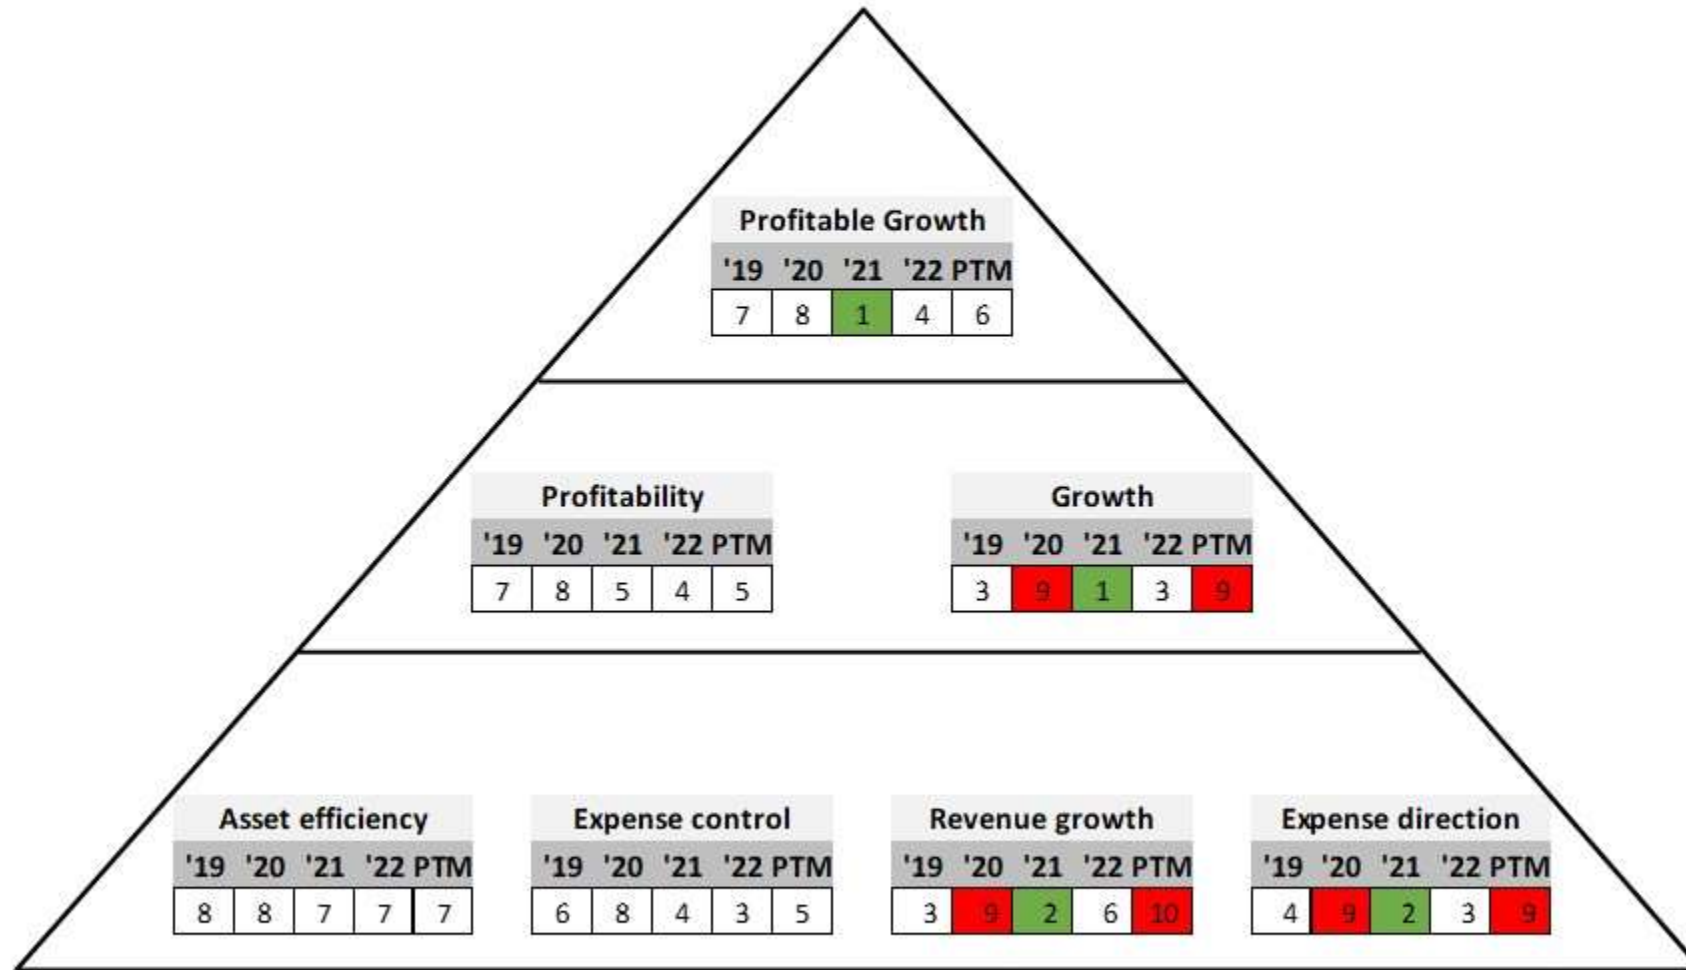 Profitable Growth
'19 '20 '21 '22 PTM
7 8 1 4 6
Profitability
'19 '20 '21 '22 PTM
7 8 5 4 5
Growth
'19 '20 '21 '22 PTM
3 9 1 3 9
Asset efficiency
'19 '20 '21 '22 PTM
8 8 7 7 7
Expense control
'19 '20 '21 '22 PTM
6 8 4 3 5
Revenue growth
'19 '20 '21 '22 PTM
3 9 2 6 10
Expense direction
'19 '20 '21 '22 PTM
4 9 2 3 9